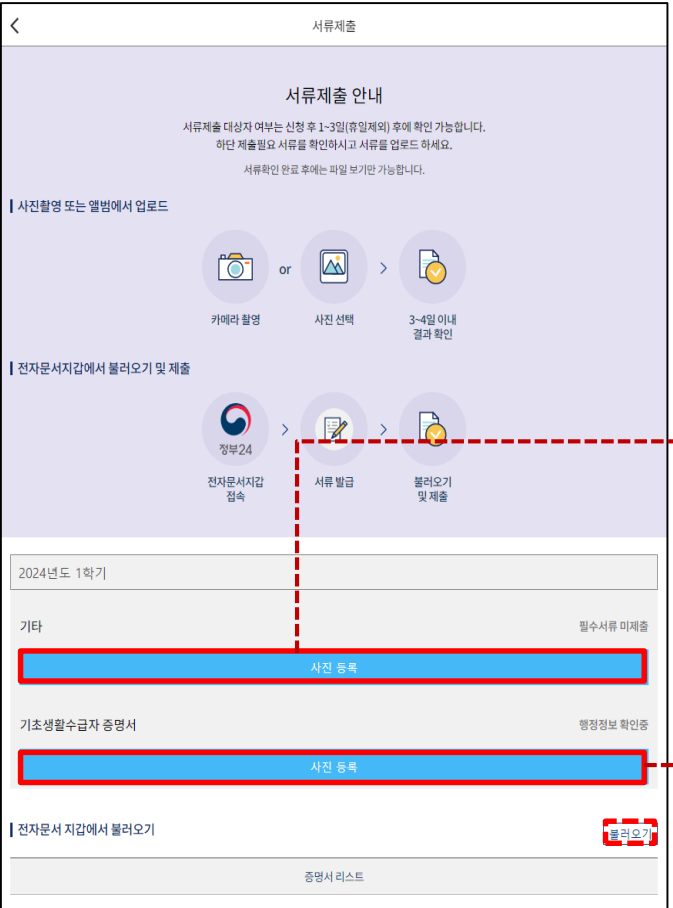 서류제출
서류제출 안내
서류제출 대상자 여부는 신청 후 1~3일(휴일제외) 후에 확인 가능합니다.
하단 제출필요 서류를 확인하시고 서류를 업로드 하세요.
서류확인 완료 후에는 파일 보기만 가능합니다.
사진촬영 또는 앨범에서 업로드
or
카메라 촬영
사진 선택
3~4일 이내
결과 확인
전자문서지갑에서 불러오기 및 제출
정부24
전자문서지갑
접속
서류 발급
불러오기
및 제출
2024년도 1학기
기타
필수서류 미제출
사진 등록
기초생활수급자 증명서
행정정보 확인중
사진 등록
전자문서 지갑에서 불러오기
불러오기
증명서 리스트